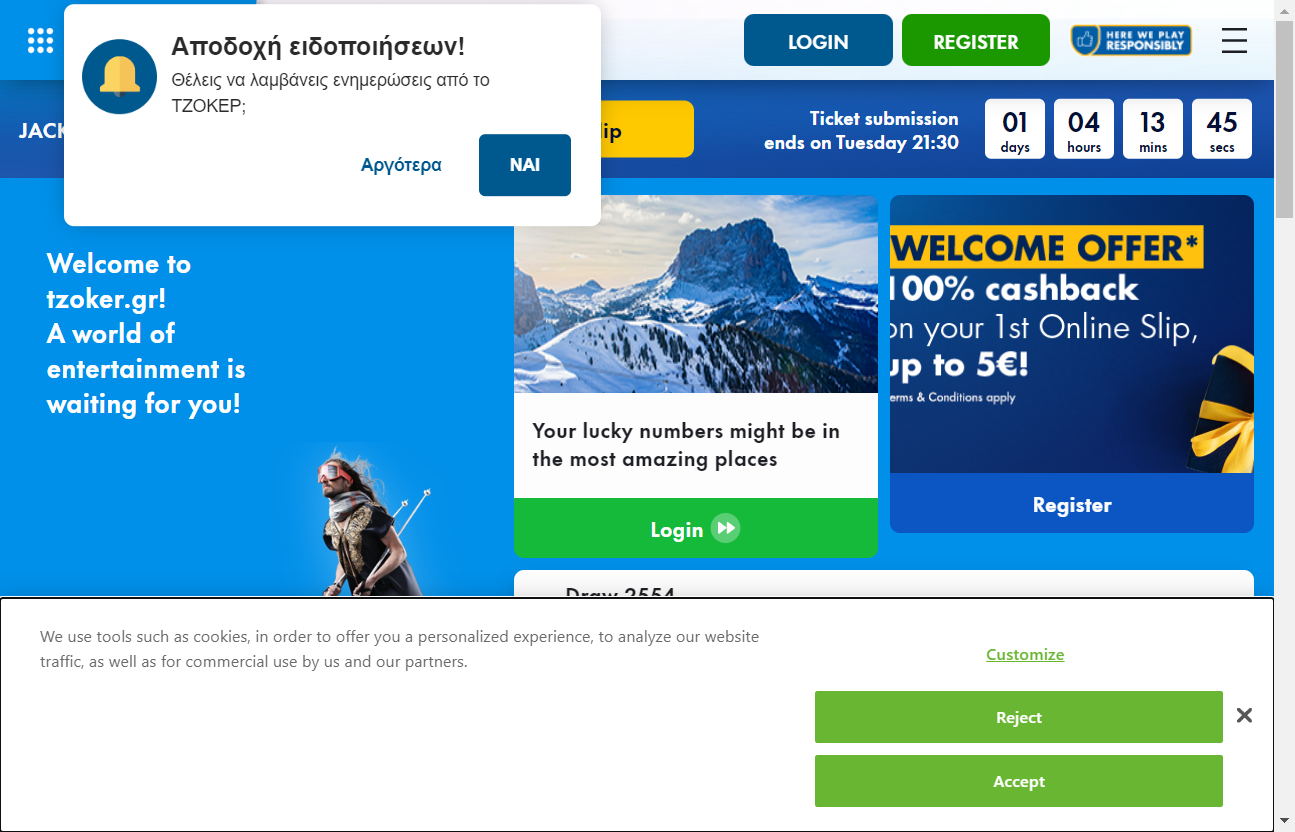 Αποδοχή ειδοποιήσεων!
Θέλεις να λαμβάνεις ενημερώσεις από το
ΤΖΟΚΕΡ;
Αργότερα
ΝΑΙ
LOGIN
REGISTER
HERE WE PLAY
RESPONSIBLY
JACK
lip
Ticket submission
ends on Tuesday 21:30
01
days
04
hours
13
mins
45
secs
Welcome to
tzoker.gr!
A world of
entertainment is
waiting for you!
Your lucky numbers might be in
the most amazing places
Login
WELCOME OFFER*
100% cashback
on your 1st Online Slip,
up to 5€!
erms & Conditions apply
Register
Draw 2554
We use tools such as cookies, in order to offer you a personalized experience, to analyze our website
traffic, as well as for commercial use by us and our partners.
Customize
Reject
Accept